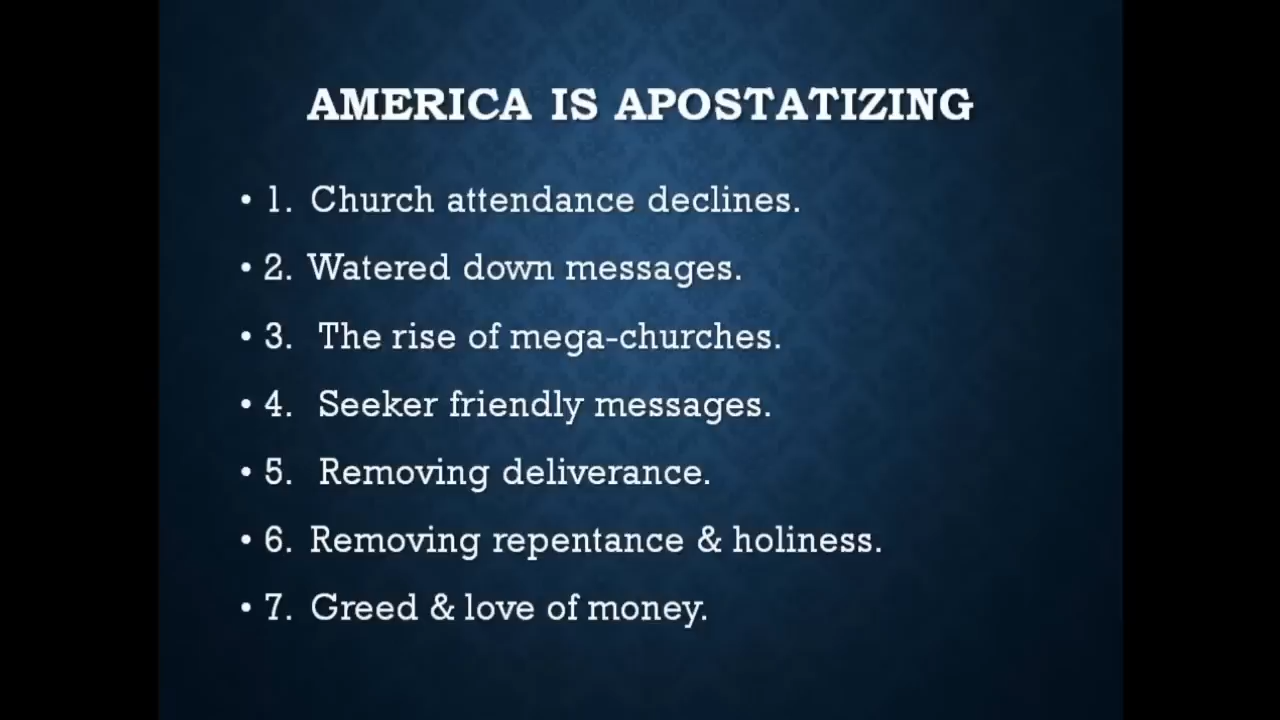 AMERICA IS APOSTATIZING
• 1. Church attendance declines.
• 2. Watered down messages.
• 3. The rise of mega-churches.
• 4. Seeker friendly messages.
• 5. Removing deliverance.
• 6. Removing repentance & holiness.
• 7. Greed & love of money.